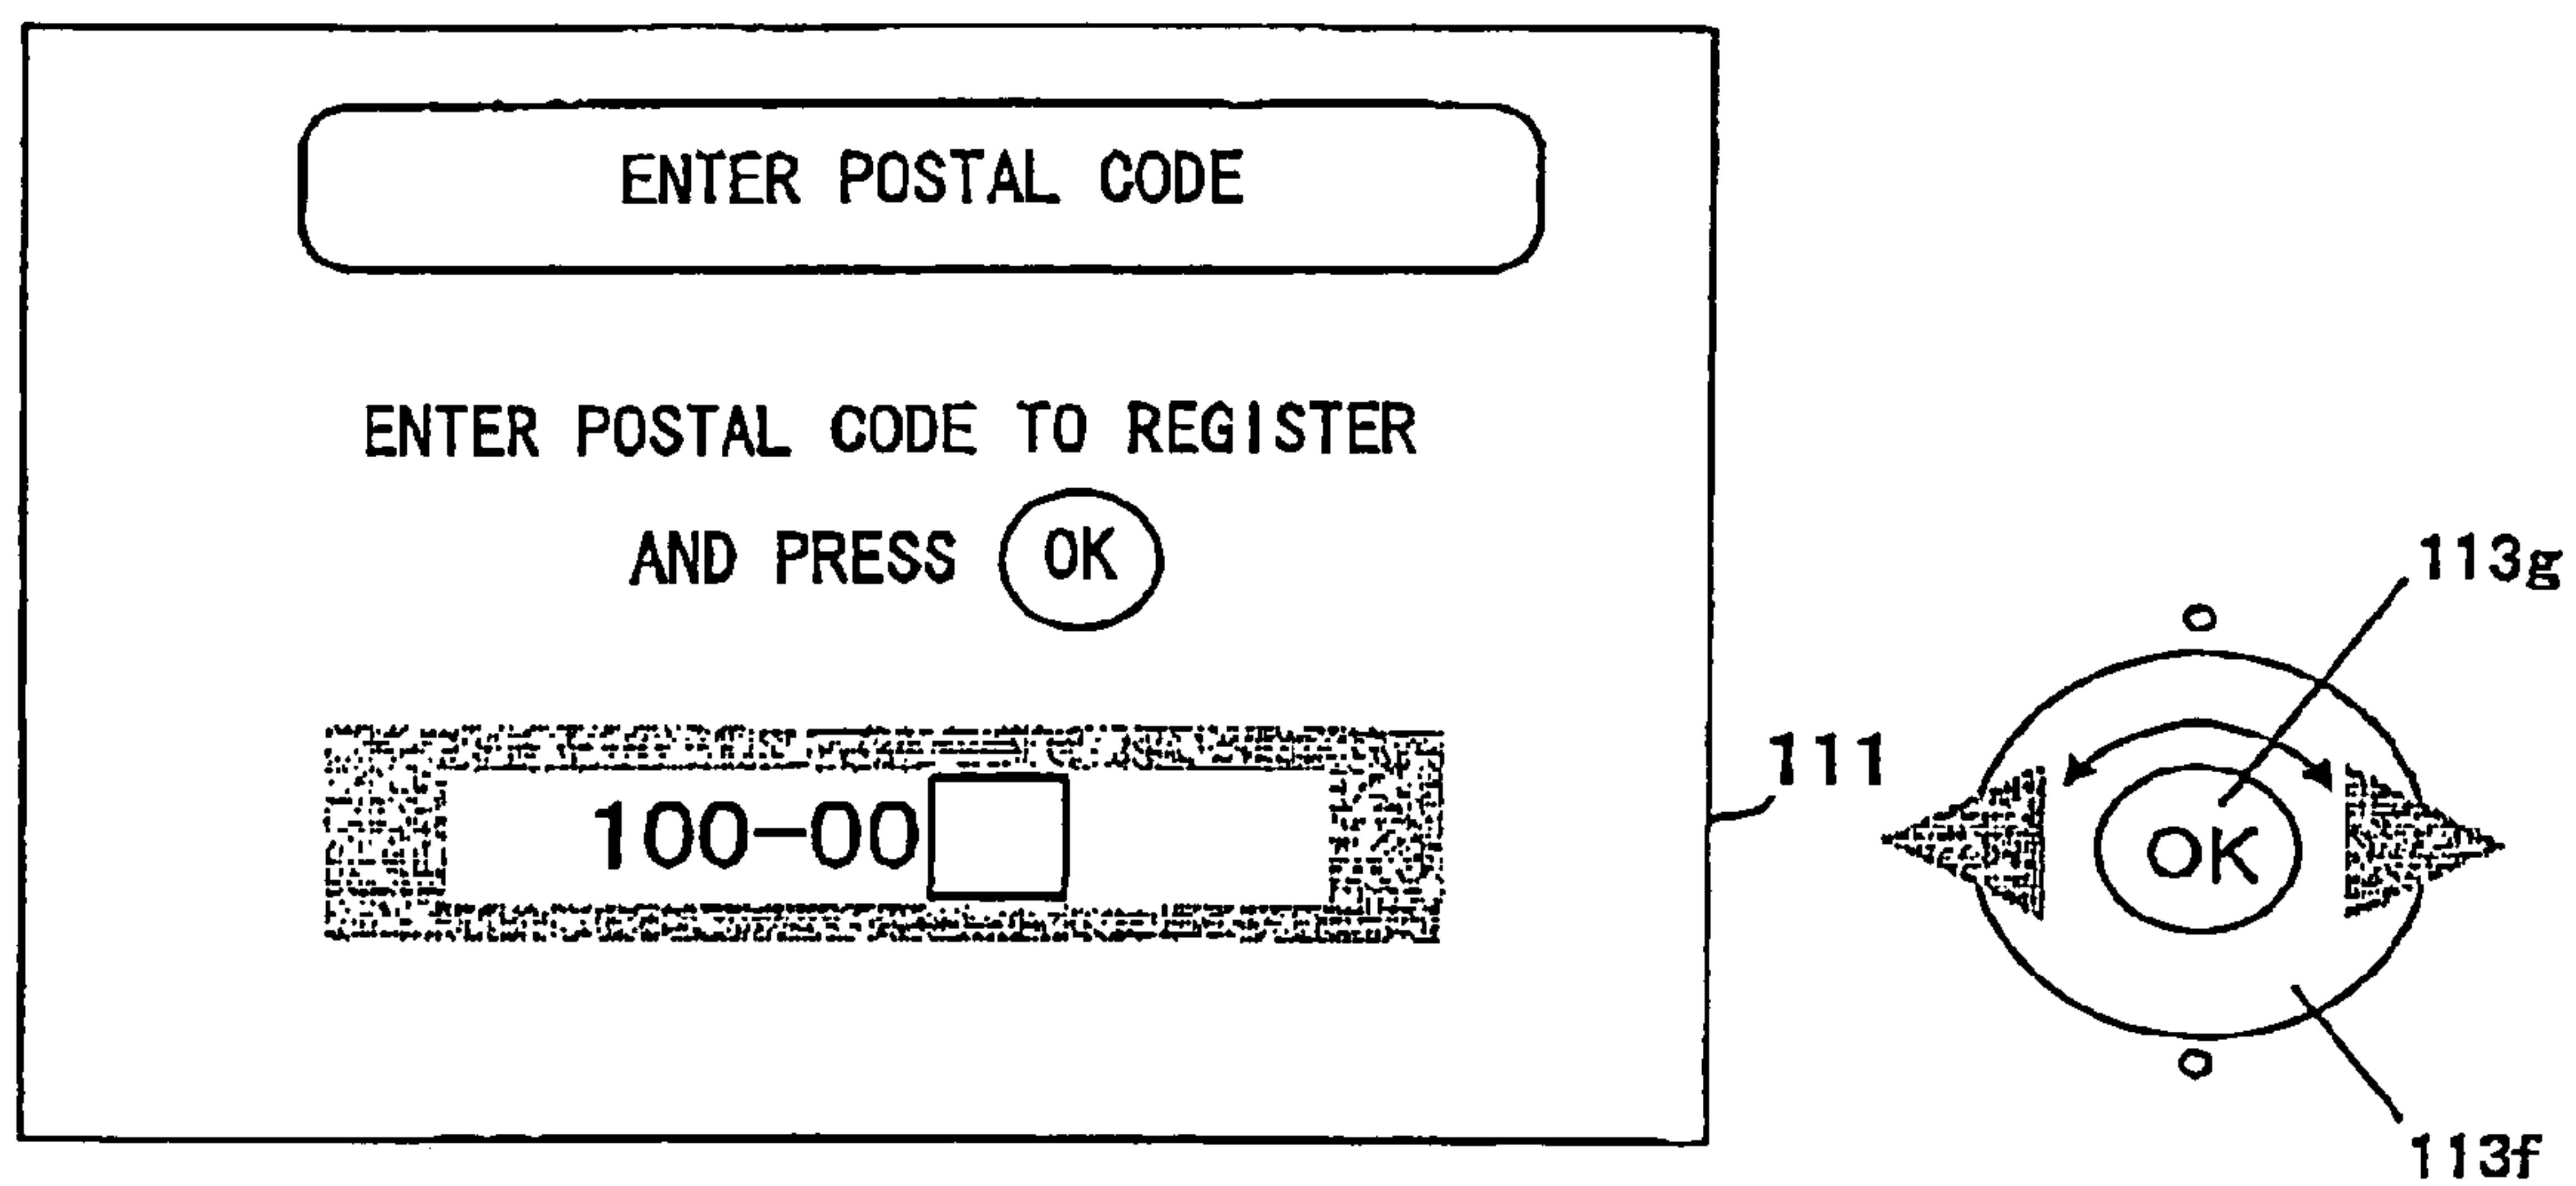 ENTER POSTAL CODE
ENTER POSTAL CODE TO REGISTER
AND PRESS OK
100-00
111
113g
OK
113f